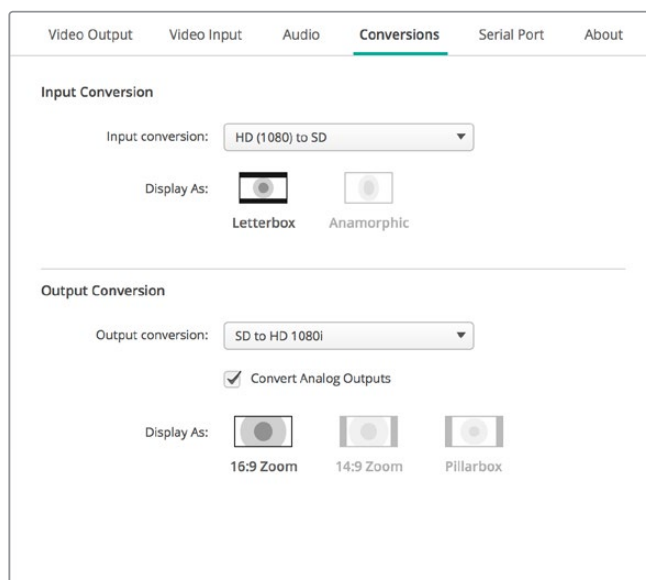 Video Output Video Input Audio Conversions Serial Port About
Input Conversion
Input conversion: HD (1080) to SD
Display As:
Letterbox Anamorphic
Output Conversion
Output conversion: SD to HD 1080i
Convert Analog Outputs
Display As:
16:9 Zoom 14:9 Zoom Pillarbox